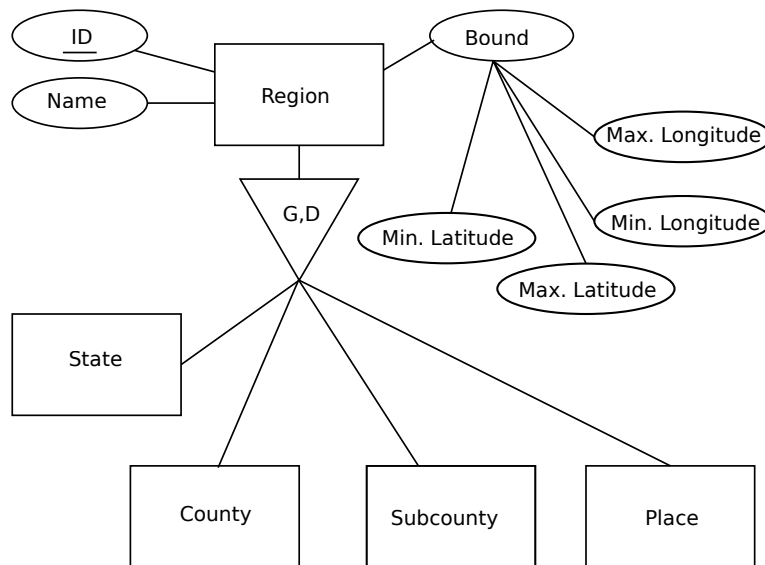 ID
Bound
Region
Name
Max. Longitude
G,D
Min. Longitude
Min. Latitude
Max. Latitude
State
County
Subcounty
Place